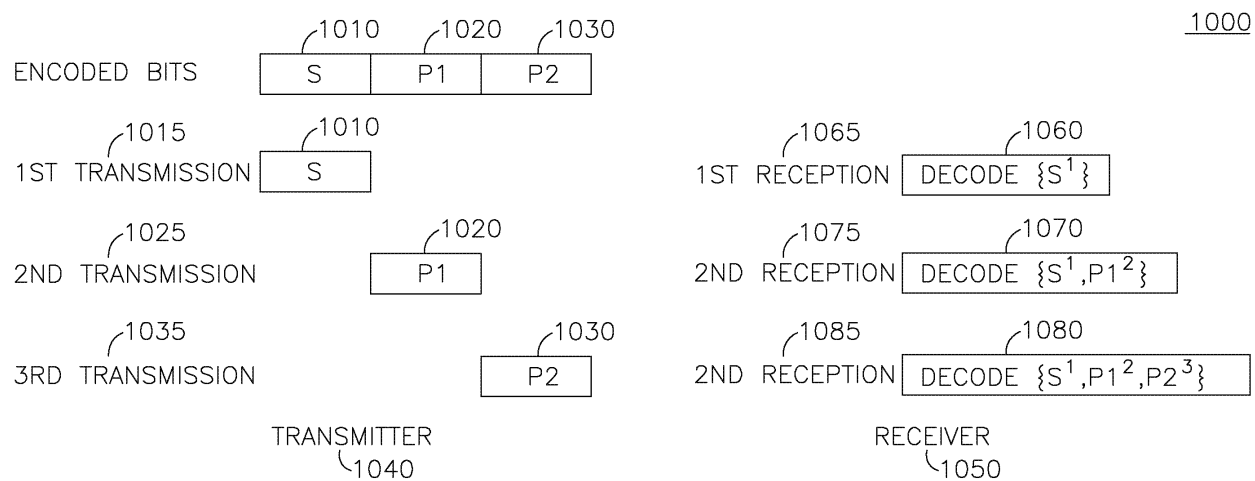 1000
1010 1020 1030
ENCODED BITS S P1 P2
1015 1010 1065 1060
1ST TRANSMISSION S 1ST RECEPTION DECODE {S¹}
1025 1020 1075 1070
2ND TRANSMISSION P1 2ND RECEPTION DECODE {S¹,P1²}
1035 1030 1085 1080
3RD TRANSMISSION P2 2ND RECEPTION DECODE {S¹,P1²,P2³}
TRANSMITTER RECEIVER
1040 1050